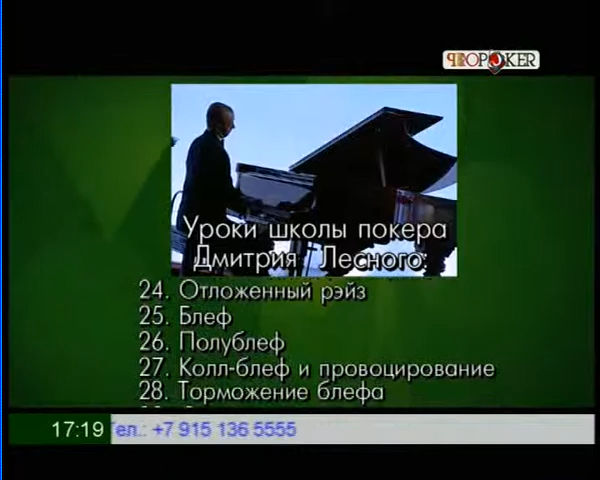 PROPOKER
Уроки школы покера
Дмитрия Лесного:
24. Отложенный рэйз
25. Блеф
26. Полублеф
27. Колл-блеф и провоцирование
28. Торможение блефа
17:19 Тел.: +7 915 136 5555